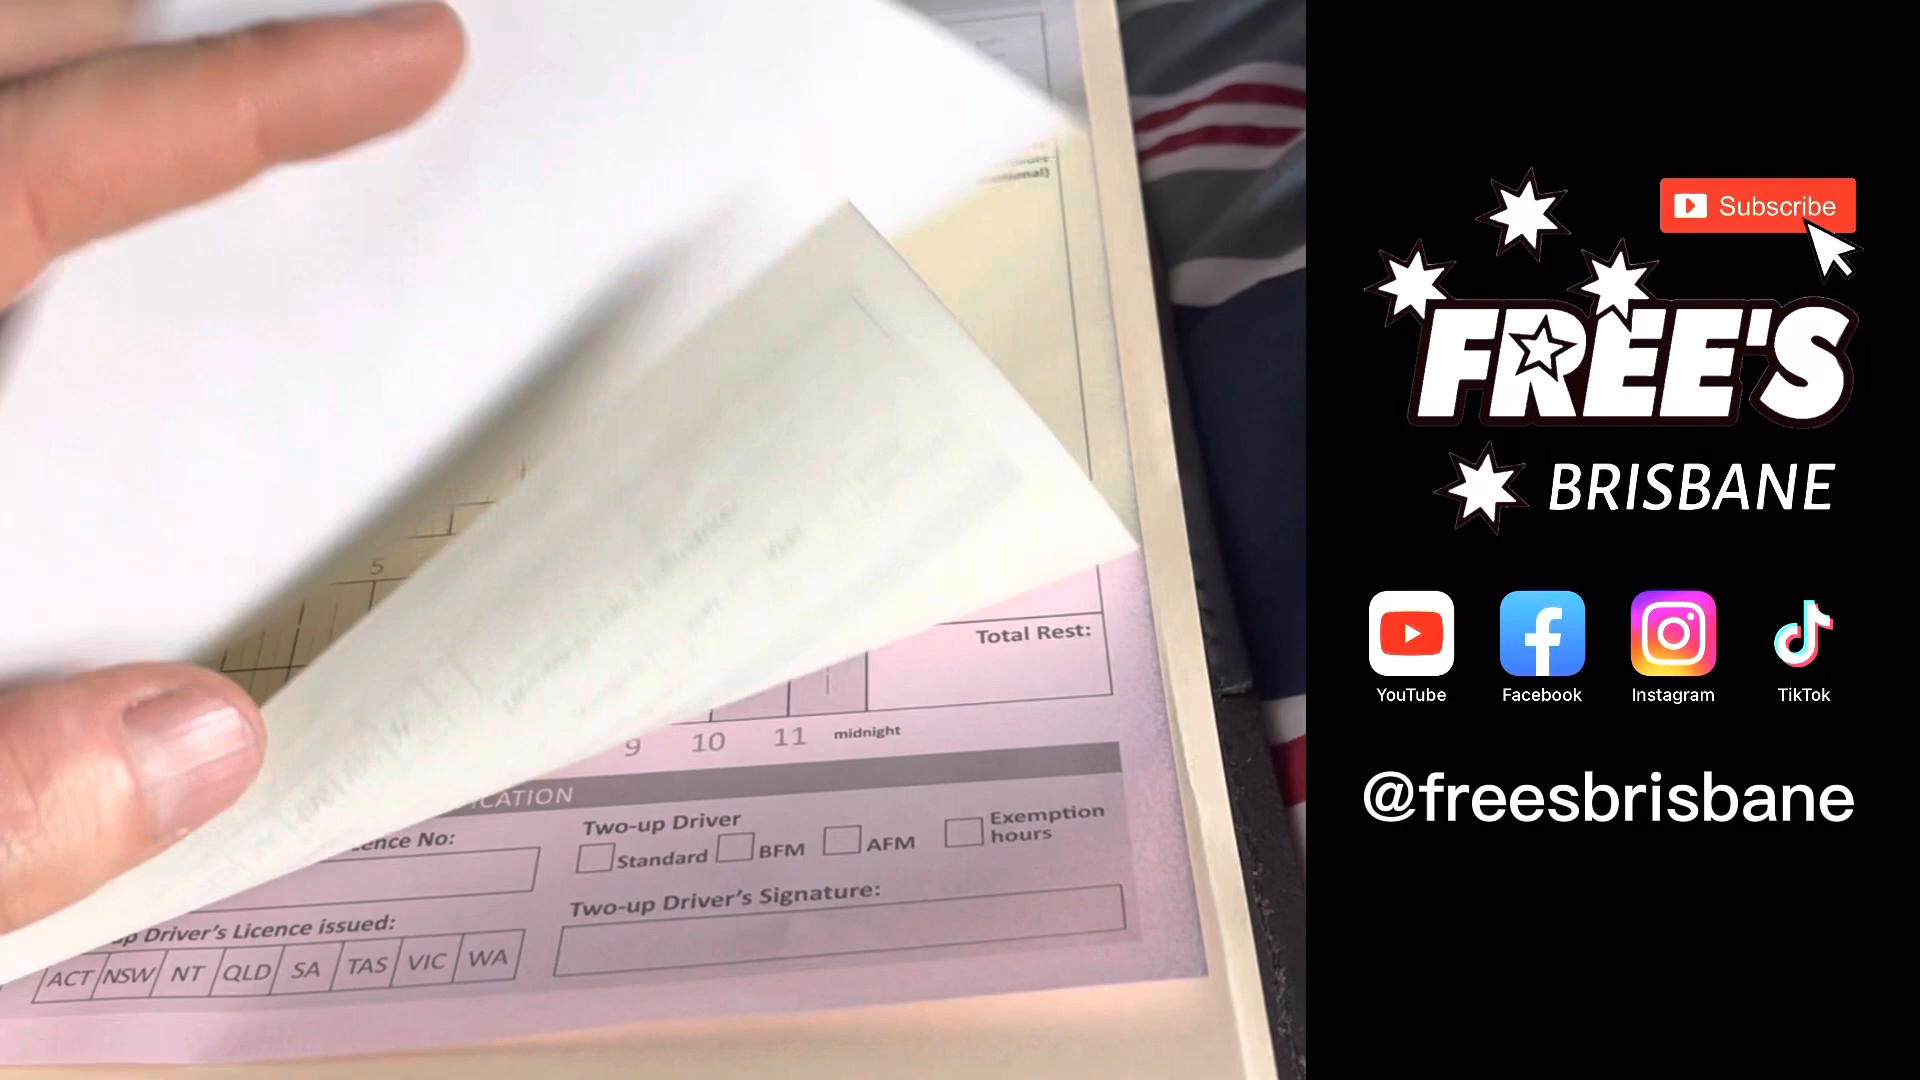 tional)
5
Total Rest:
9 10 11 midnight
CATION
ence No:
Two-up Driver
Standard BFM AFM Exemption hours
Two-up Driver's Signature:
up Driver's Licence issued:
ACT NSW NT QLD SA TAS VIC WA
Subscribe
FREE'S
BRISBANE
YouTube Facebook Instagram TikTok
@freesbrisbane